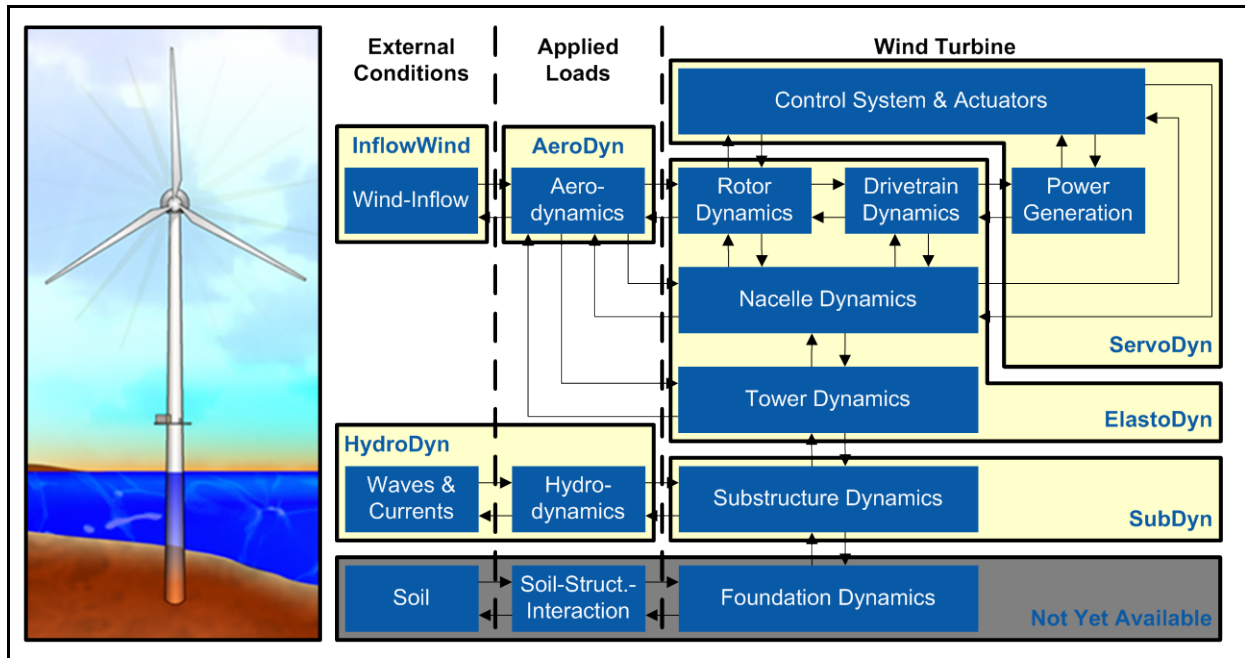 External
Conditions
Applied
Loads
Wind Turbine
Control System & Actuators
InflowWind
AeroDyn
Wind-Inflow
Aero-
dynamics
Rotor
Dynamics
Drivetrain
Dynamics
Power
Generation
Nacelle Dynamics
ServoDyn
Tower Dynamics
ElastoDyn
HydroDyn
Waves &
Currents
Hydro-
dynamics
Substructure Dynamics
SubDyn
Soil
Soil-Struct.-
Interaction
Foundation Dynamics
Not Yet Available